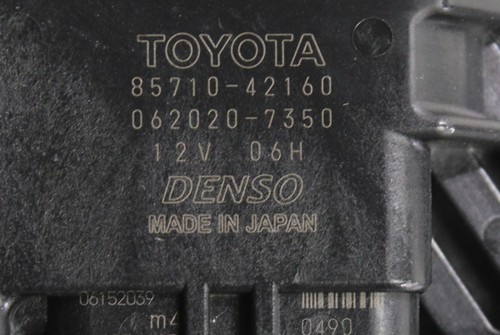 TOYOTA
85710-42160
062020-7350
12V 06H
DENSO
MADE IN JAPAN
06152039
m4
0490